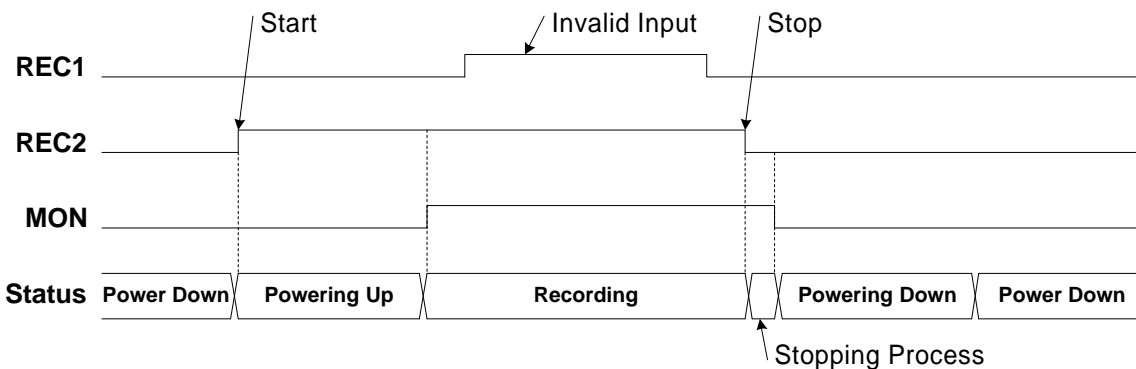 Start
Invalid Input
Stop
REC1
REC2
MON
Status
Power Down
Powering Up
Recording
Powering Down
Power Down
Stopping Process